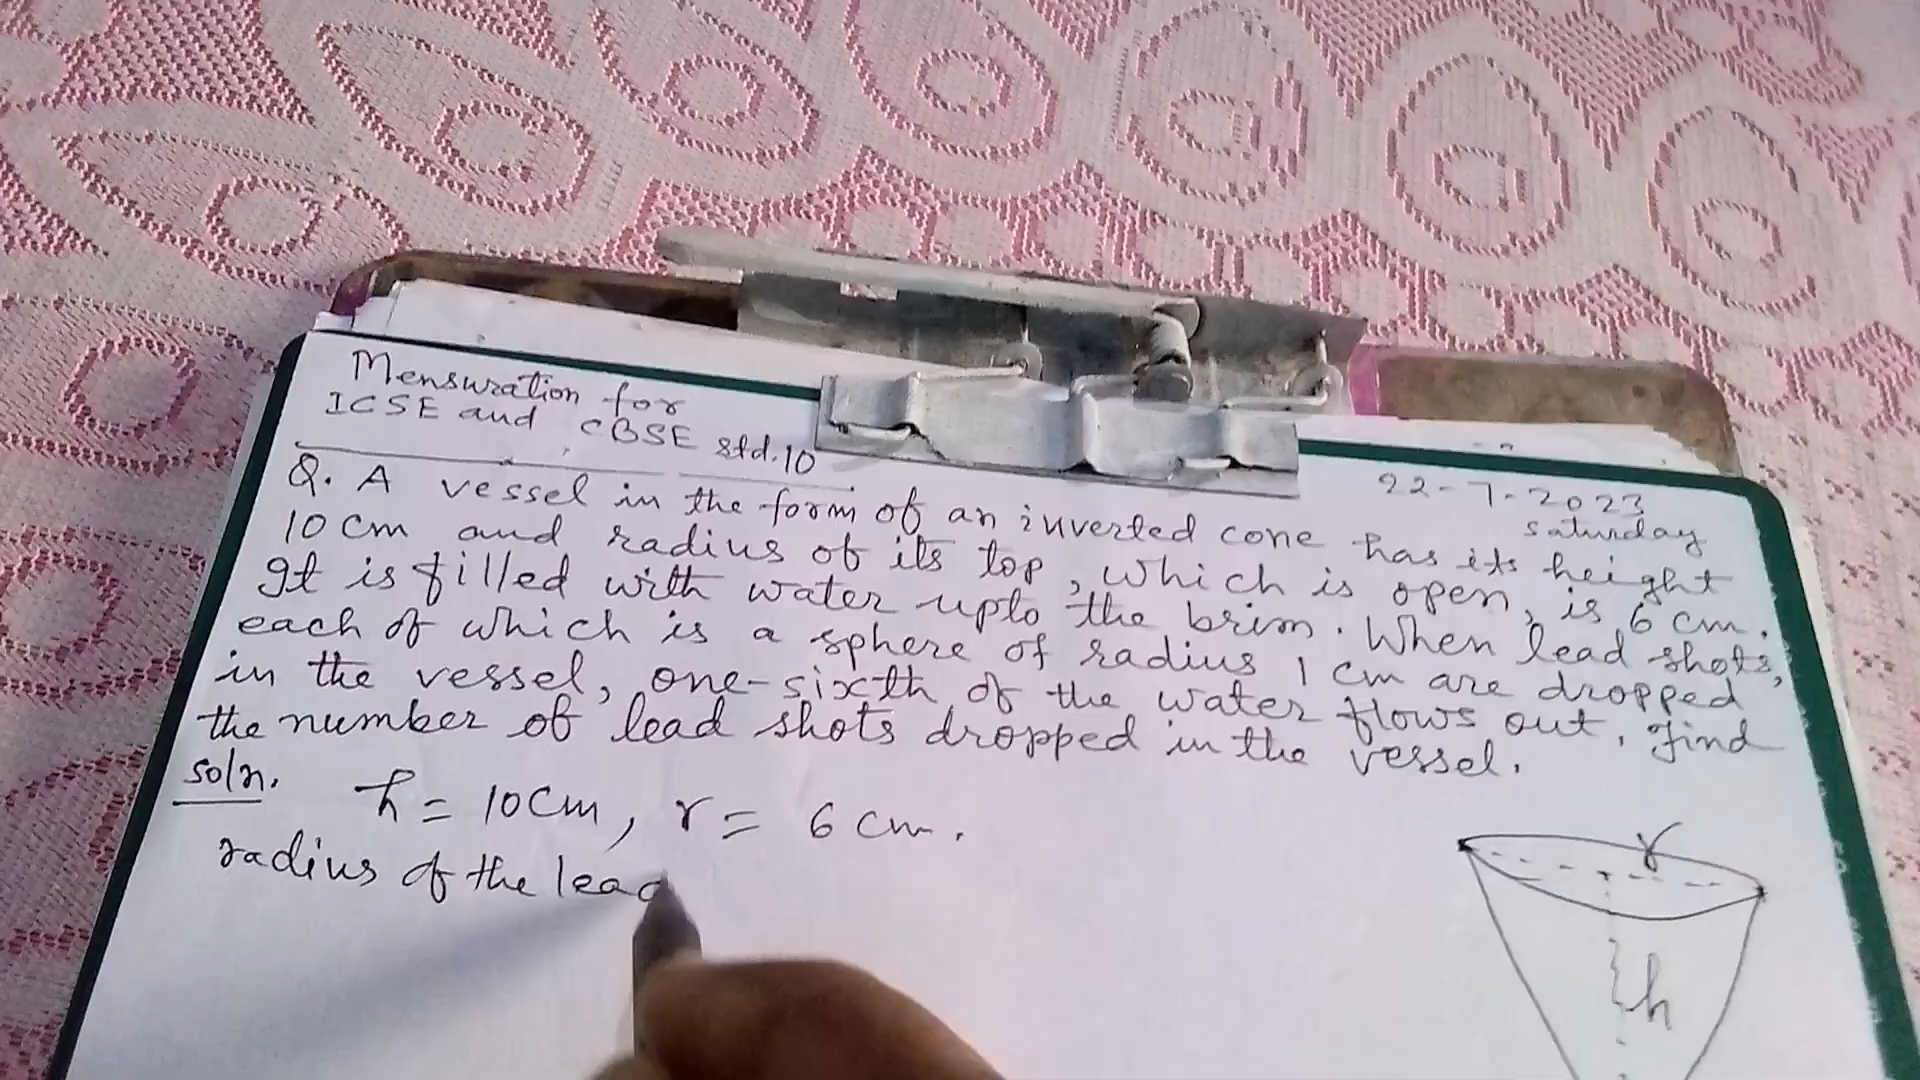 Mensuration for
ICSE and CBSE std.10
22-7-2023
saturday
Q. A vessel in the form of an inverted cone has its height
10 cm and radius of its top, which is open, is 6 cm.
It is filled with water upto the brim. When lead shots,
each of which is a sphere of radius 1 cm are dropped
in the vessel, one-sixth of the water flows out, find
the number of lead shots dropped in the vessel.
soln. h = 10 cm, r = 6 cm.
radius of the lead
r
h